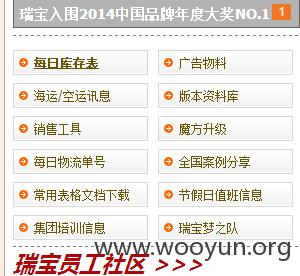 瑞宝入围2014中国品牌年度大奖NO.1 1
每日库存表 广告物料
海运/空运讯息 版本资料库
销售工具 魔方升级
每日物流单号 全国案例分享
常用表格文档下载 节假日值班信息
集团培训信息 瑞宝梦之队
www.wooyun.org
瑞宝员工社区 >>>